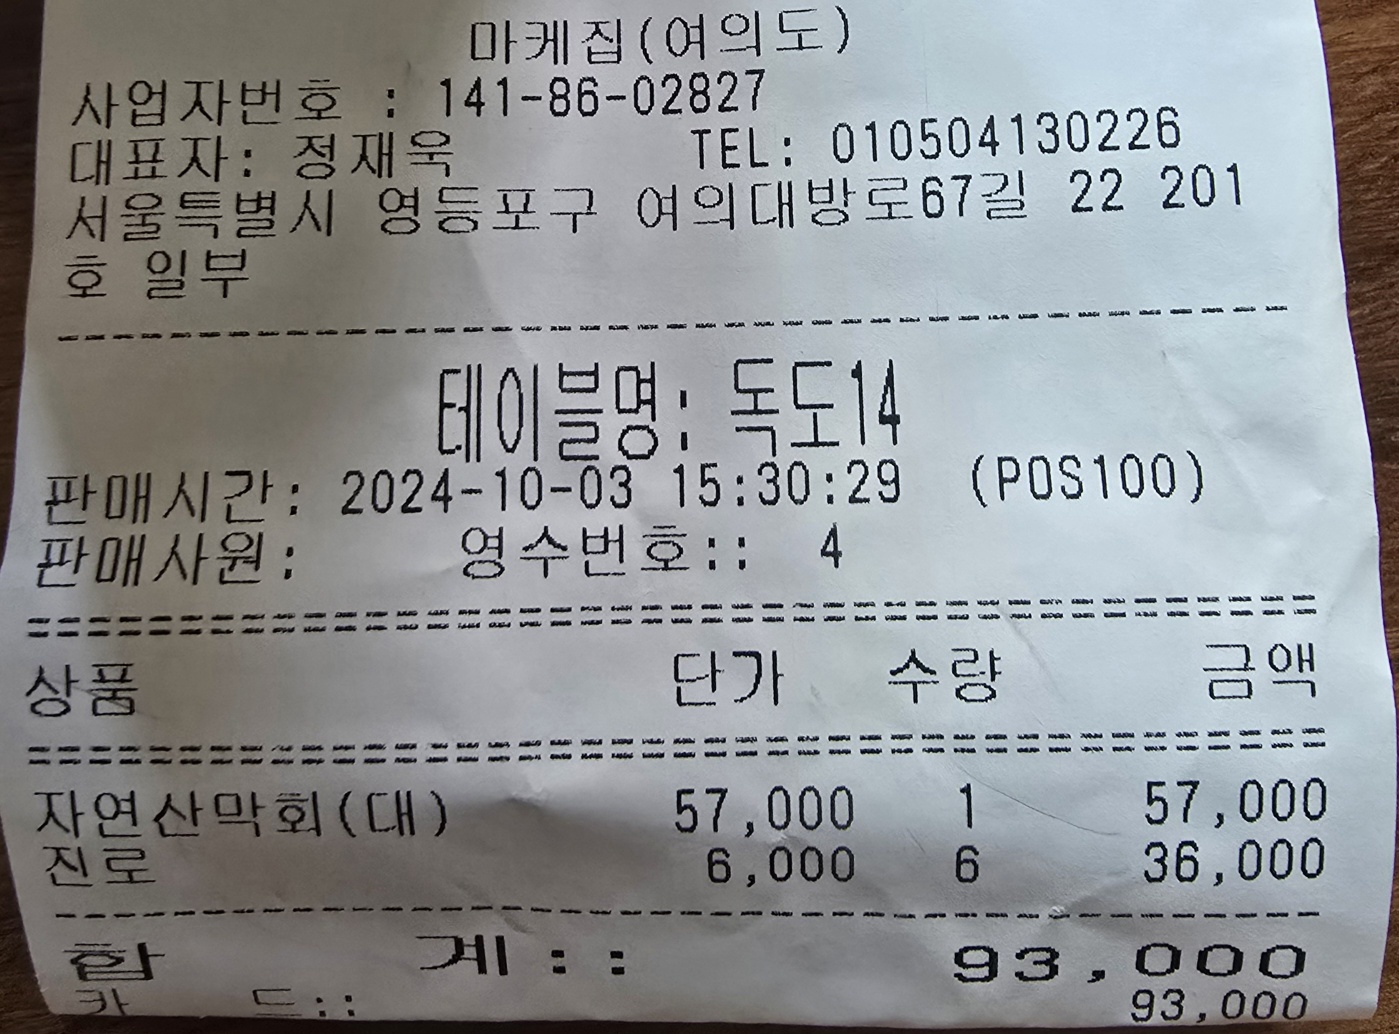 마케집(여의도)
사업자번호 : 141-86-02827
대표자: 정재욱 TEL: 010504130226
서울특별시 영등포구 여의대방로67길 22 201
호 일부
테이블명: 독도14
판매시간: 2024-10-03 15:30:29 (POS100)
판매사원: 영수번호:: 4
상품 단가 수량 금액
자연산막회(대) 57,000 1 57,000
진로 6,000 6 36,000
합 계:: 93,000
카 드:: 93,000